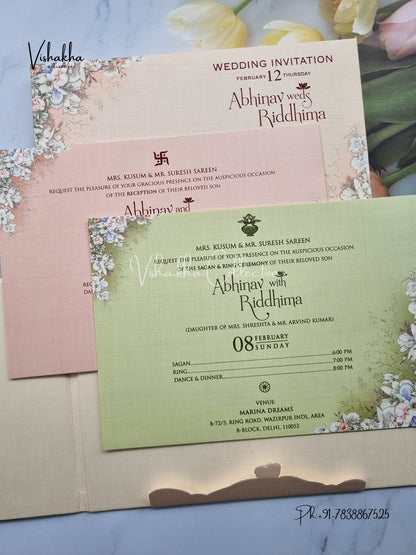 Vishakha
COLLECTION
WEDDING INVITATION
FEBRUARY 12 THURSDAY
Abhinav weds
Riddhima
MRS. KUSUM & MR. SURESH SAREEN
REQUEST THE PLEASURE OF YOUR GRACIOUS PRESENCE ON THE AUSPICIOUS OCCASION
OF THE RECEPTION OF THEIR BELOVED SON
Abhinav and
MRS. KUSUM & MR. SURESH SAREEN
REQUEST THE PLEASURE OF YOUR PRESENCE ON THE AUSPICIOUS OCCASION
OF THE SAGAN & RING CEREMONY OF THEIR BELOVED SON
Vishakha Collection
Abhinav with
Riddhima
(DAUGHTER OF MRS. SHRESHTA & MR. ARVIND KUMAR)
08 FEBRUARY
SUNDAY
SAGAN 6:00 PM
RING 7:00 PM
DANCE & DINNER 8:00 PM
VENUE:
MARINA DREAMS
B-72/5, RING ROAD, WAZIRPUR INDL. AREA
B-BLOCK, DELHI, 110052
Ph.+91-7838867525